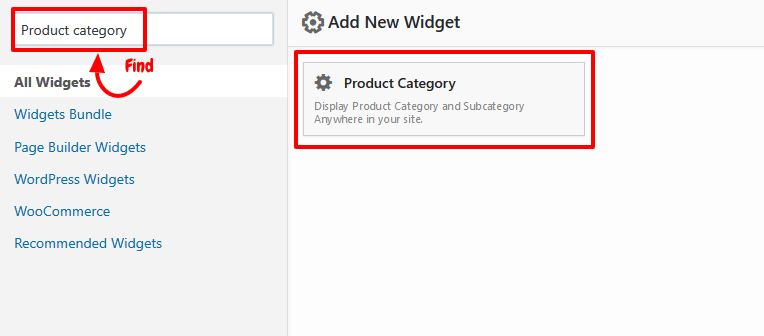 Product category
Find
All Widgets
Widgets Bundle
Page Builder Widgets
WordPress Widgets
WooCommerce
Recommended Widgets
Add New Widget
Product Category
Display Product Category and Subcategory
Anywhere in your site.